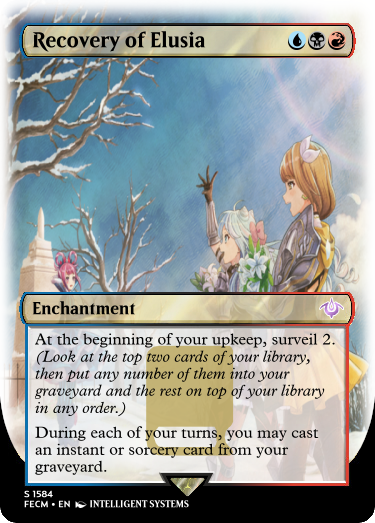 Recovery of Elusia
Enchantment
At the beginning of your upkeep, surveil 2.
(Look at the top two cards of your library,
then put any number of them into your
graveyard and the rest on top of your library
in any order.)
During each of your turns, you may cast
an instant or sorcery card from your
graveyard.
S 1584
FECM • EN INTELLIGENT SYSTEMS